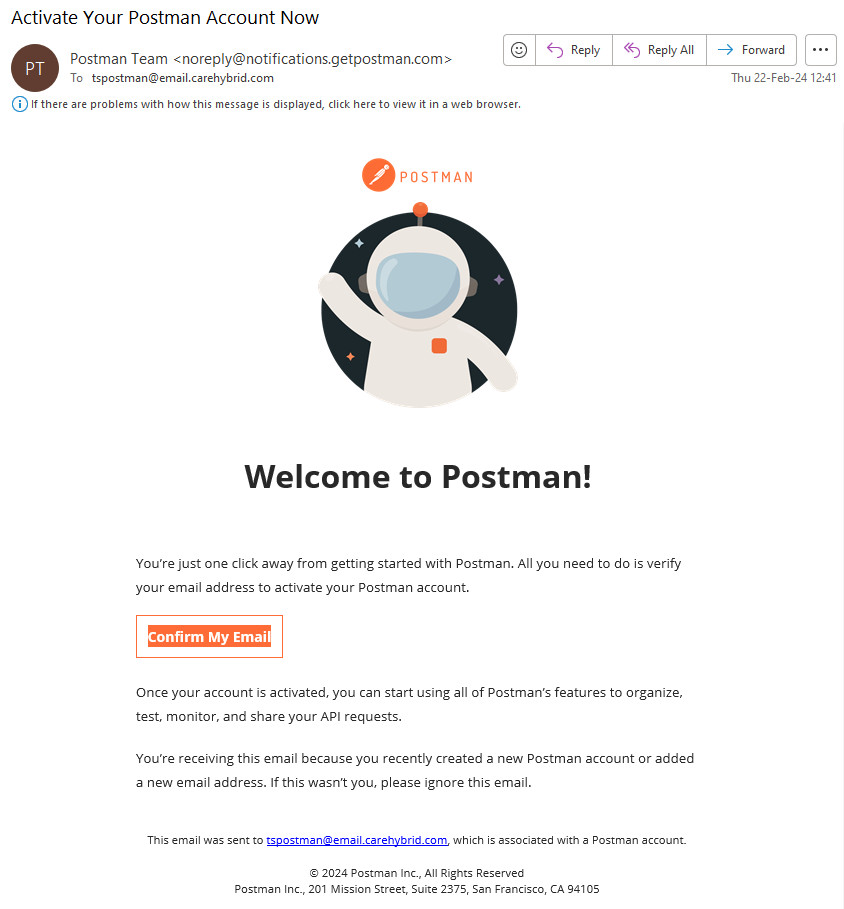 Activate Your Postman Account Now
PT
Postman Team <noreply@notifications.getpostman.com>
Reply
Reply All
Forward
To tspostman@email.carehybrid.com
Thu 22-Feb-24 12:41
If there are problems with how this message is displayed, click here to view it in a web browser.
POSTMAN
Welcome to Postman!
You’re just one click away from getting started with Postman. All you need to do is verify
your email address to activate your Postman account.
Confirm My Email
Once your account is activated, you can start using all of Postman’s features to organize,
test, monitor, and share your API requests.
You’re receiving this email because you recently created a new Postman account or added
a new email address. If this wasn’t you, please ignore this email.
This email was sent to tspostman@email.carehybrid.com, which is associated with a Postman account.
© 2024 Postman Inc., All Rights Reserved
Postman Inc., 201 Mission Street, Suite 2375, San Francisco, CA 94105